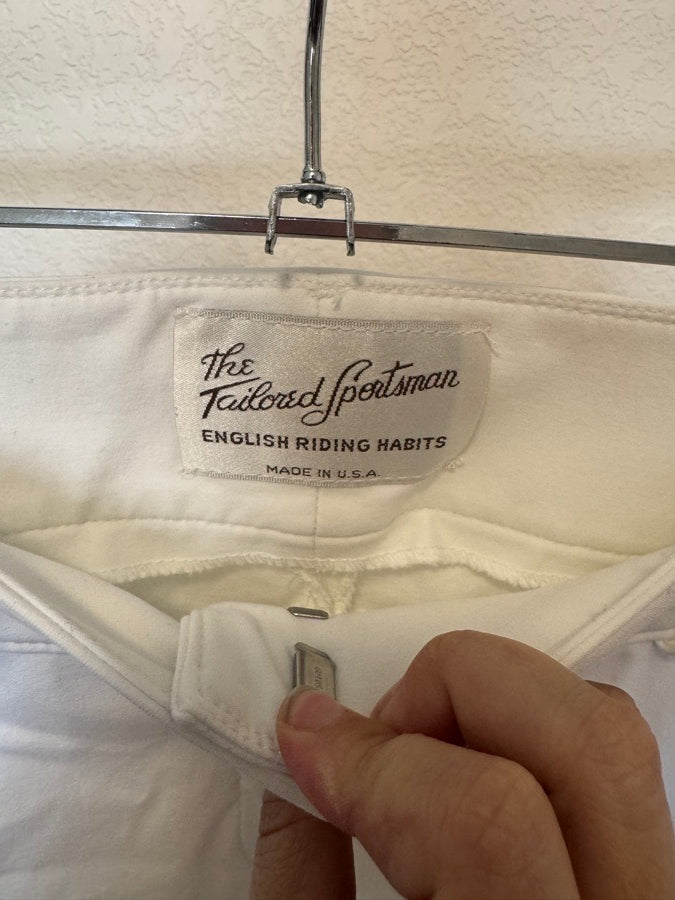 The
Tailored Sportsman
ENGLISH RIDING HABITS
MADE IN U.S.A.